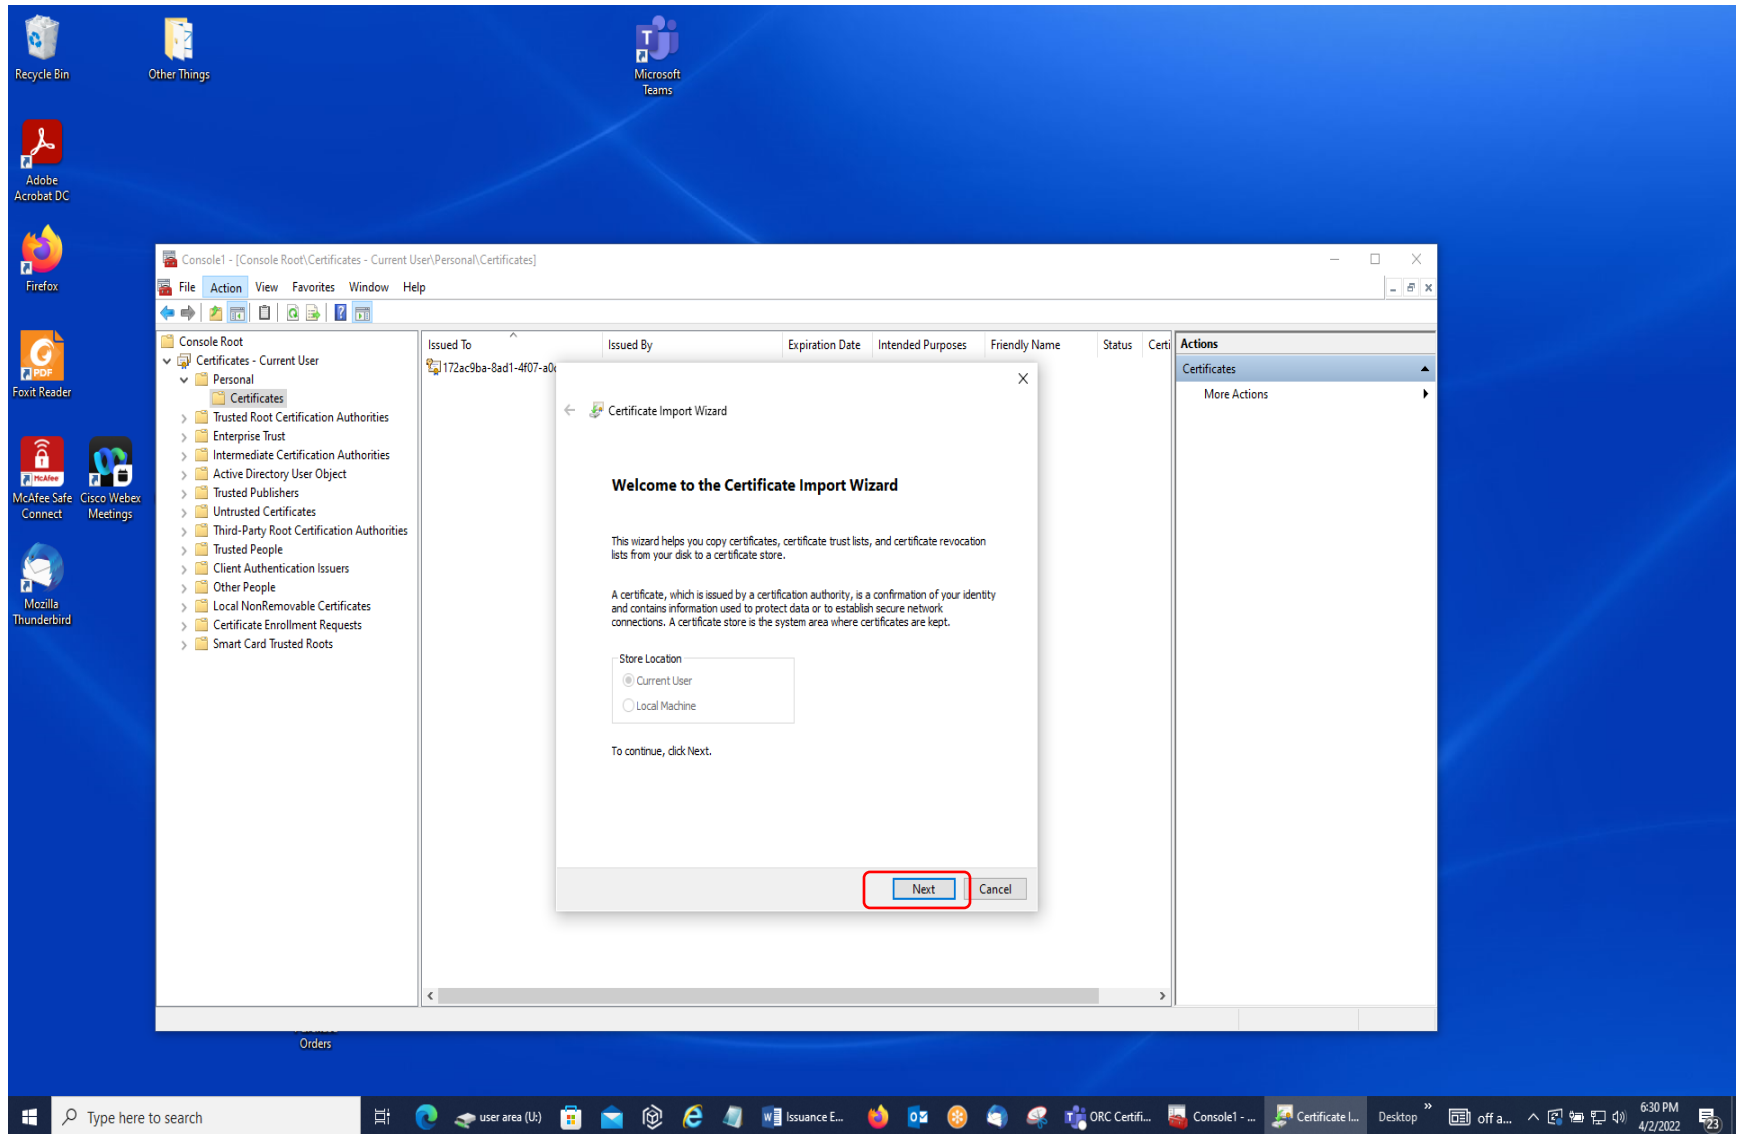 Recycle Bin
Other Things
Microsoft
Teams
Adobe
Acrobat DC
Firefox
PDF
Foxit Reader
McAfee
McAfee Safe
Connect
Cisco Webex
Meetings
Mozilla
Thunderbird
Console1 - [Console Root\Certificates - Current User\Personal\Certificates]
File Action View Favorites Window Help
Console Root
Certificates - Current User
Personal
Certificates
Trusted Root Certification Authorities
Enterprise Trust
Intermediate Certification Authorities
Active Directory User Object
Trusted Publishers
Untrusted Certificates
Third-Party Root Certification Authorities
Trusted People
Client Authentication Issuers
Other People
Local NonRemovable Certificates
Certificate Enrollment Requests
Smart Card Trusted Roots
Issued To Issued By Expiration Date Intended Purposes Friendly Name Status Certi
172ac9ba-8ad1-4f07-a0
Actions
Certificates
More Actions
Certificate Import Wizard
Welcome to the Certificate Import Wizard
This wizard helps you copy certificates, certificate trust lists, and certificate revocation
lists from your disk to a certificate store.
A certificate, which is issued by a certification authority, is a confirmation of your identity
and contains information used to protect data or to establish secure network
connections. A certificate store is the system area where certificates are kept.
Store Location
Current User
Local Machine
To continue, click Next.
Next Cancel
Orders
Type here to search
user area (U:)
Issuance E...
ORC Certifi...
Console1 - ...
Certificate I...
Desktop
off a...
6:30 PM
4/2/2022
23